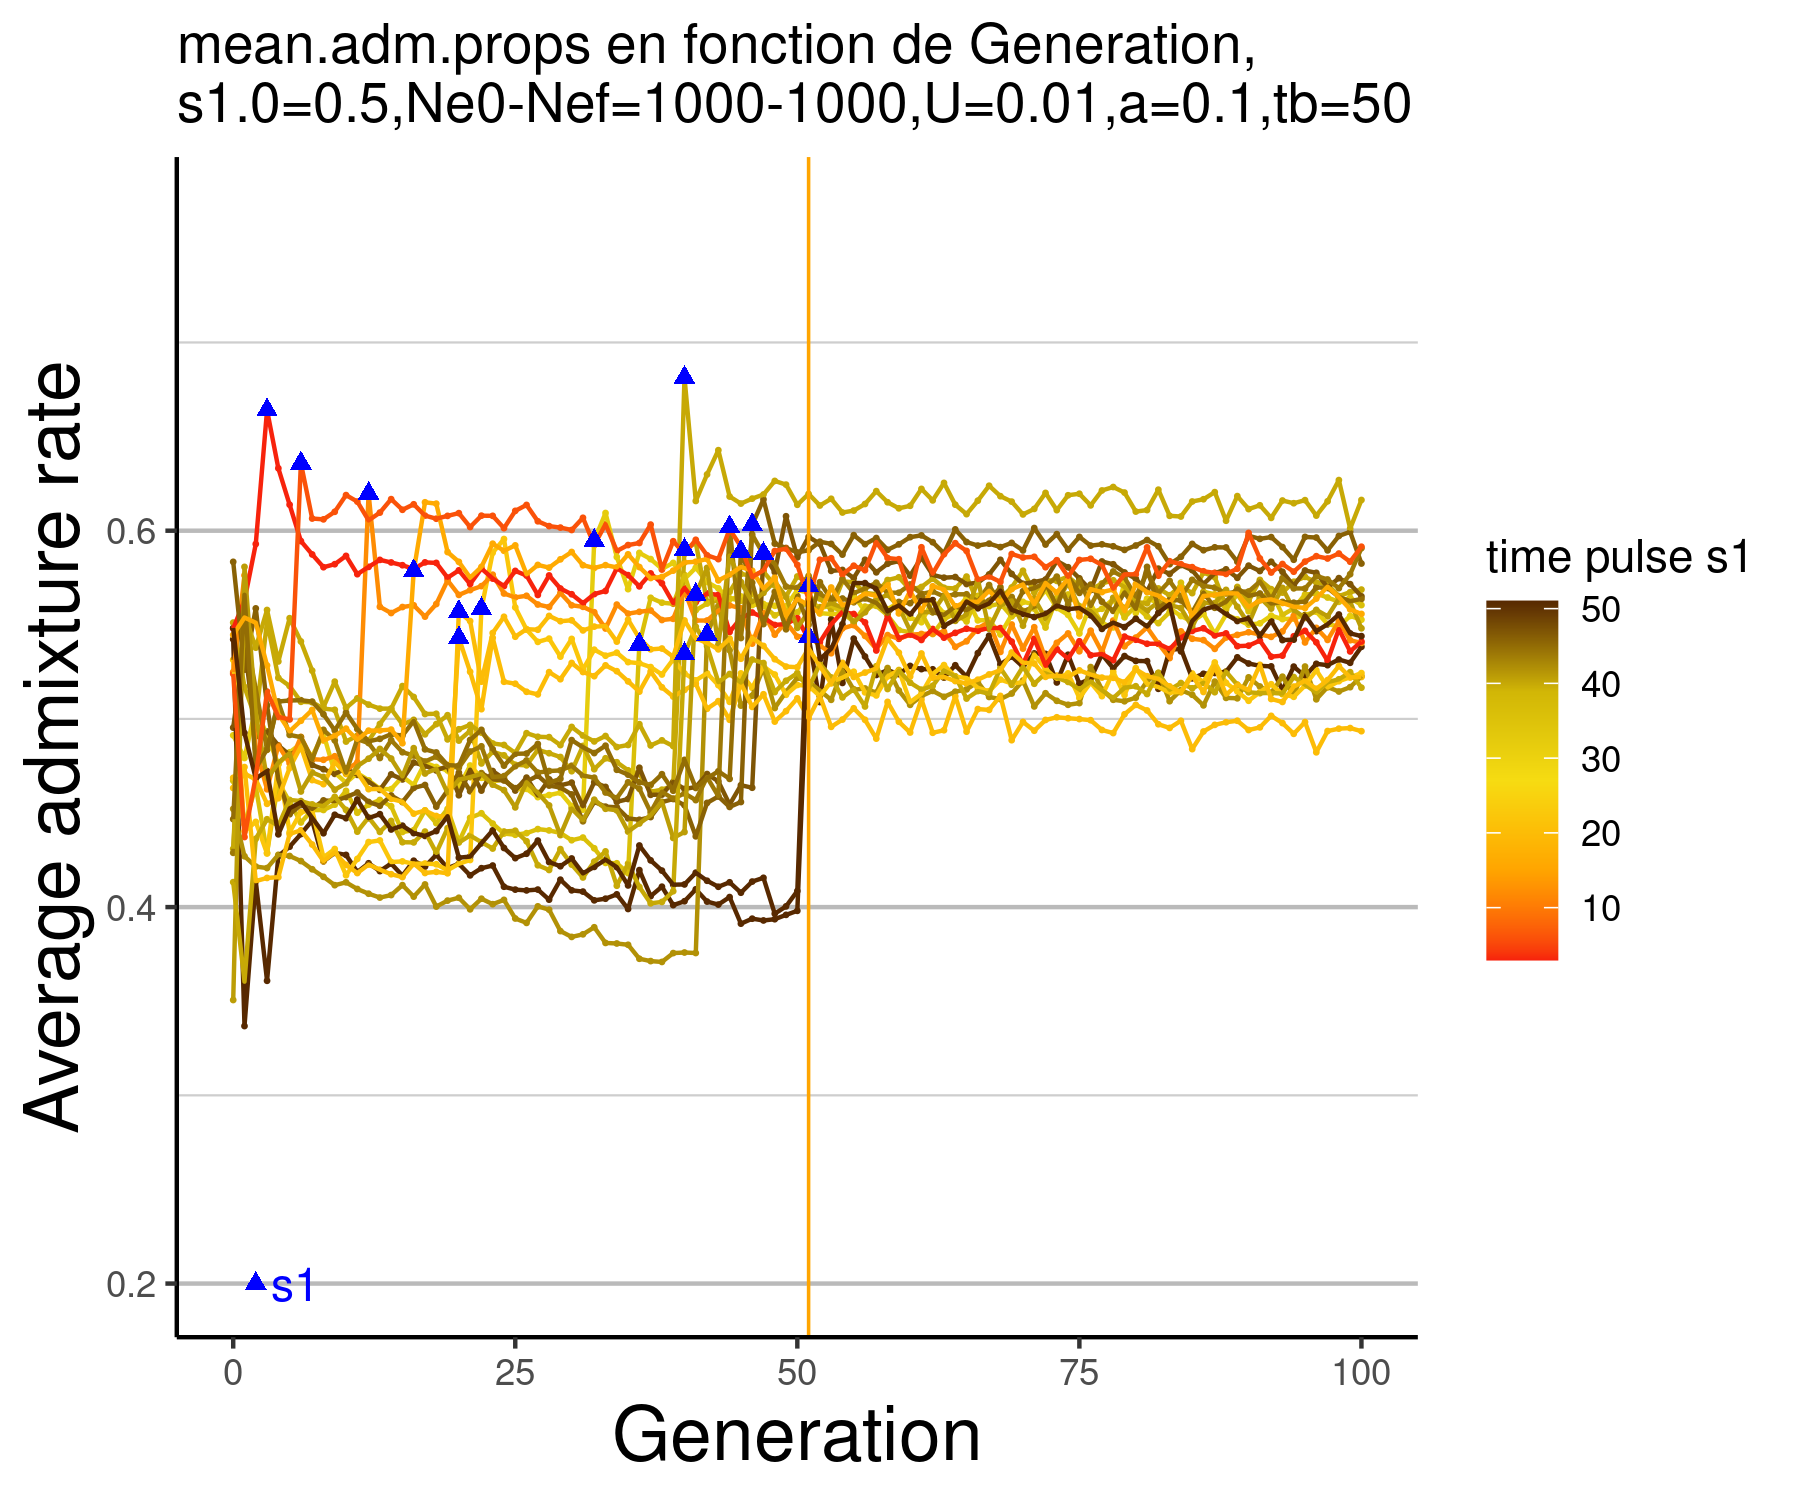 mean.adm.props en fonction de Generation,
s1.0=0.5,Ne0-Nef=1000-1000,U=0.01,a=0.1,tb=50
Average admixture rate
0.6
0.4
0.2
s1
0 25 50 75 100
Generation
time pulse s1
50
40
30
20
10